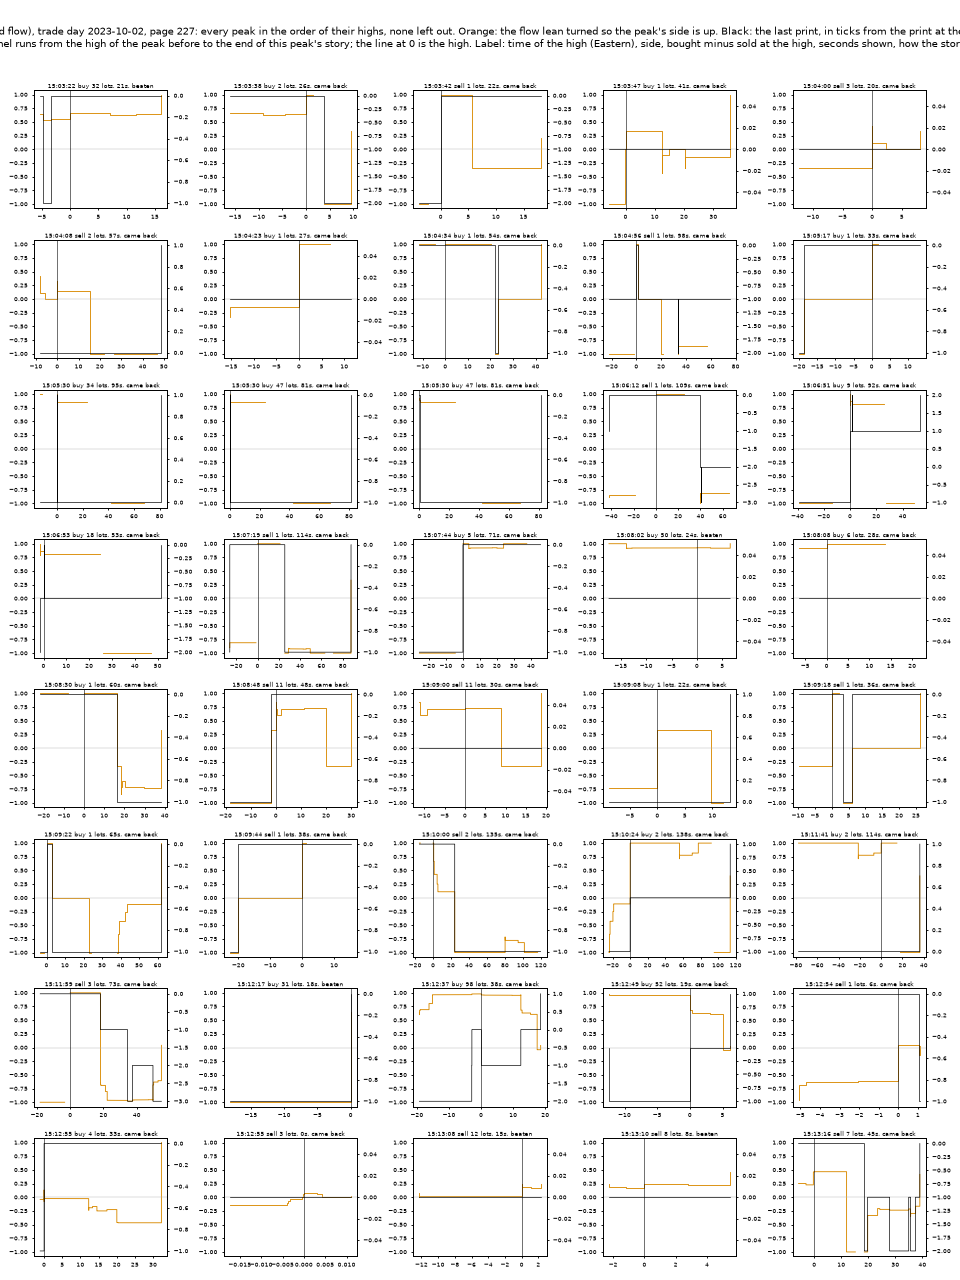 d flow), trade day 2023-10-02, page 227: every peak in the order of their highs, none left out. Orange: the flow lean turned so the peak's side is up. Black: the last print, in ticks from the print at the
nel runs from the high of the peak before to the end of this peak's story; the line at 0 is the high. Label: time of the high (Eastern), side, bought minus sold at the high, seconds shown, how the stor
15:03:22 buy 32 lots. 21s. beaten
15:03:38 buy 2 lots. 26s. came back
15:03:42 sell 1 lots. 22s. came back
15:03:47 buy 1 lots. 41s. came back
15:04:00 sell 3 lots. 20s. came back
15:04:08 sell 2 lots. 57s. came back
15:04:23 buy 1 lots. 27s. came back
15:04:34 buy 1 lots. 54s. came back
15:04:56 sell 1 lots. 98s. came back
15:05:17 buy 1 lots. 33s. came back
15:05:30 buy 34 lots. 95s. came back
15:05:30 buy 47 lots. 81s. came back
15:05:30 buy 47 lots. 81s. came back
15:06:12 sell 1 lots. 109s. came back
15:06:51 buy 9 lots. 92s. came back
15:06:53 buy 18 lots. 53s. came back
15:07:19 sell 1 lots. 114s. came back
15:07:44 buy 5 lots. 71s. came back
15:08:02 buy 30 lots. 24s. beaten
15:08:08 buy 6 lots. 28s. came back
15:08:30 buy 1 lots. 60s. came back
15:08:48 sell 11 lots. 48s. came back
15:09:00 sell 11 lots. 30s. came back
15:09:08 buy 1 lots. 22s. came back
15:09:18 sell 1 lots. 36s. came back
15:09:22 buy 1 lots. 65s. came back
15:09:44 sell 1 lots. 38s. came back
15:10:00 sell 2 lots. 135s. came back
15:10:24 buy 2 lots. 138s. came back
15:11:41 buy 2 lots. 114s. came back
15:11:59 sell 3 lots. 73s. came back
15:12:17 buy 31 lots. 18s. beaten
15:12:37 buy 98 lots. 38s. came back
15:12:49 buy 52 lots. 19s. came back
15:12:54 sell 1 lots. 6s. came back
15:12:55 buy 4 lots. 33s. came back
15:12:55 sell 3 lots. 0s. came back
15:13:08 sell 12 lots. 15s. beaten
15:13:10 sell 8 lots. 8s. beaten
15:13:16 sell 7 lots. 45s. came back